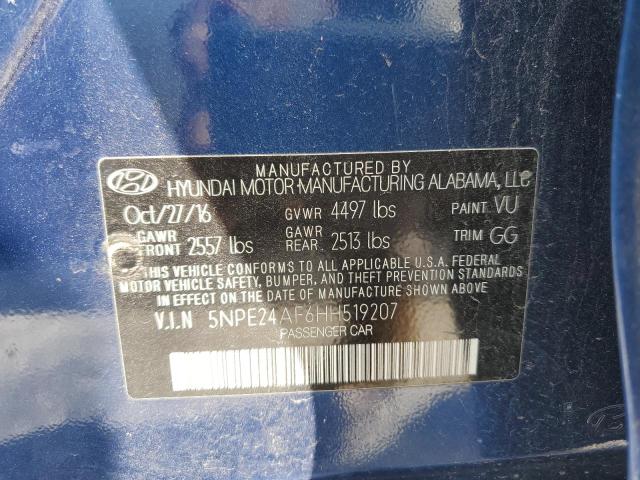 MANUFACTURED BY
HYUNDAI MOTOR MANUFACTURING ALABAMA, LLC
Oct/27/16 GVWR 4497 lbs PAINT VU
GAWR FRONT 2557 lbs GAWR REAR 2513 lbs TRIM GG
THIS VEHICLE CONFORMS TO ALL APPLICABLE U.S.A. FEDERAL
MOTOR VEHICLE SAFETY, BUMPER, AND THEFT PREVENTION STANDARDS
IN EFFECT ON THE DATE OF MANUFACTURE SHOWN ABOVE
V.I.N 5NPE24AF6HH519207
PASSENGER CAR